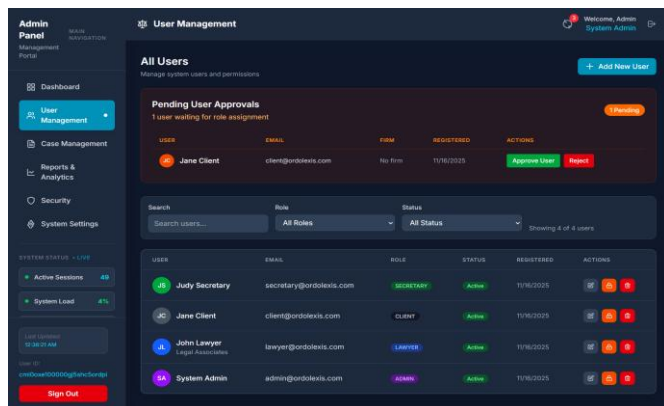 Admin Panel
MAIN NAVIGATION
Management Portal
Dashboard
User Management
Case Management
Reports & Analytics
Security
System Settings
SYSTEM STATUS • LIVE
Active Sessions 49
System Load 4%
Last Updated
12:36:31 AM
User ID:
Sign Out
User Management
3
Welcome, Admin
System Admin
All Users
Manage system users and permissions
+ Add New User
Pending User Approvals
1 user waiting for role assignment
1 Pending
USER EMAIL FIRM REGISTERED ACTIONS
JC Jane Client client@ordolexis.com No firm 11/16/2025 Approve User Reject
Search Role Status
Search users... All Roles All Status Showing 4 of 4 users
USER EMAIL ROLE STATUS REGISTERED ACTIONS
JS Judy Secretary secretary@ordolexis.com SECRETARY Active 11/16/2025
JC Jane Client client@ordolexis.com CLIENT Active 11/16/2025
JL John Lawyer Legal Associates lawyer@ordolexis.com LAWYER Active 11/16/2025
SA System Admin admin@ordolexis.com ADMIN Active 11/16/2025